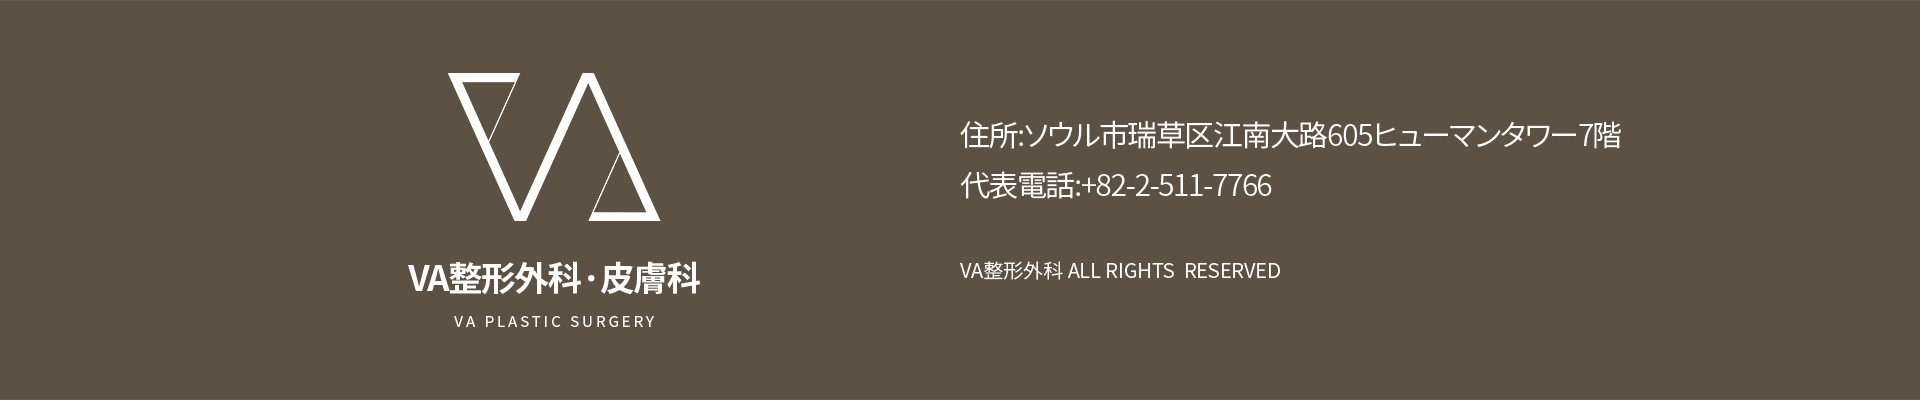 VA
VA整形外科·皮膚科
VA PLASTIC SURGERY
住所:ソウル市瑞草区江南大路605ヒューマンタワー7階
代表電話:+82-2-511-7766
VA整形外科 ALL RIGHTS RESERVED